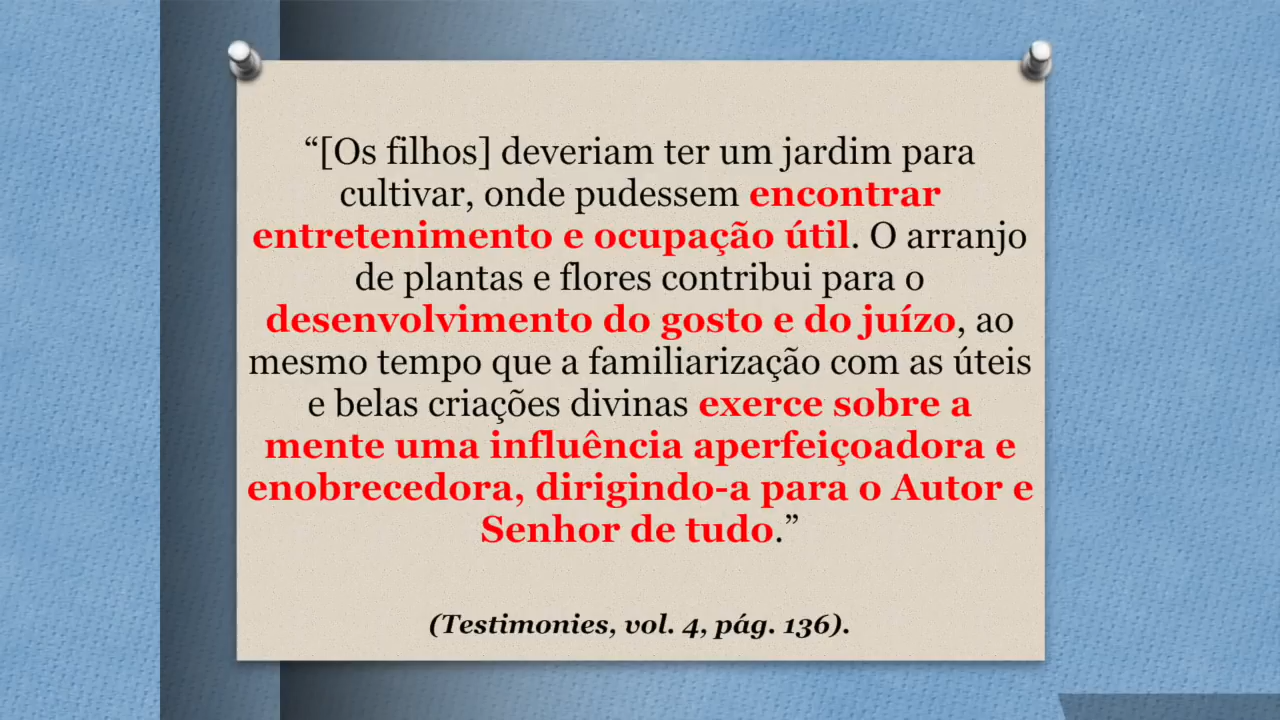 “[Os filhos] deveriam ter um jardim para
cultivar, onde pudessem encontrar
entretenimento e ocupação útil. O arranjo
de plantas e flores contribui para o
desenvolvimento do gosto e do juízo, ao
mesmo tempo que a familiarização com as úteis
e belas criações divinas exerce sobre a
mente uma influência aperfeiçoadora e
enobrecedora, dirigindo-a para o Autor e
Senhor de tudo.”
(Testimonies, vol. 4, pág. 136).